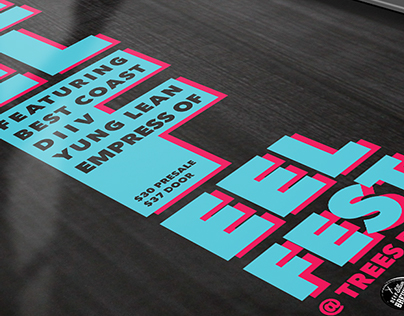 FEATURING
BEST COAST
DIIV
YUNG LEAN
EMPRESS OF
$30 PRESALE
$37 DOOR
EEL
FEST
@ TREES